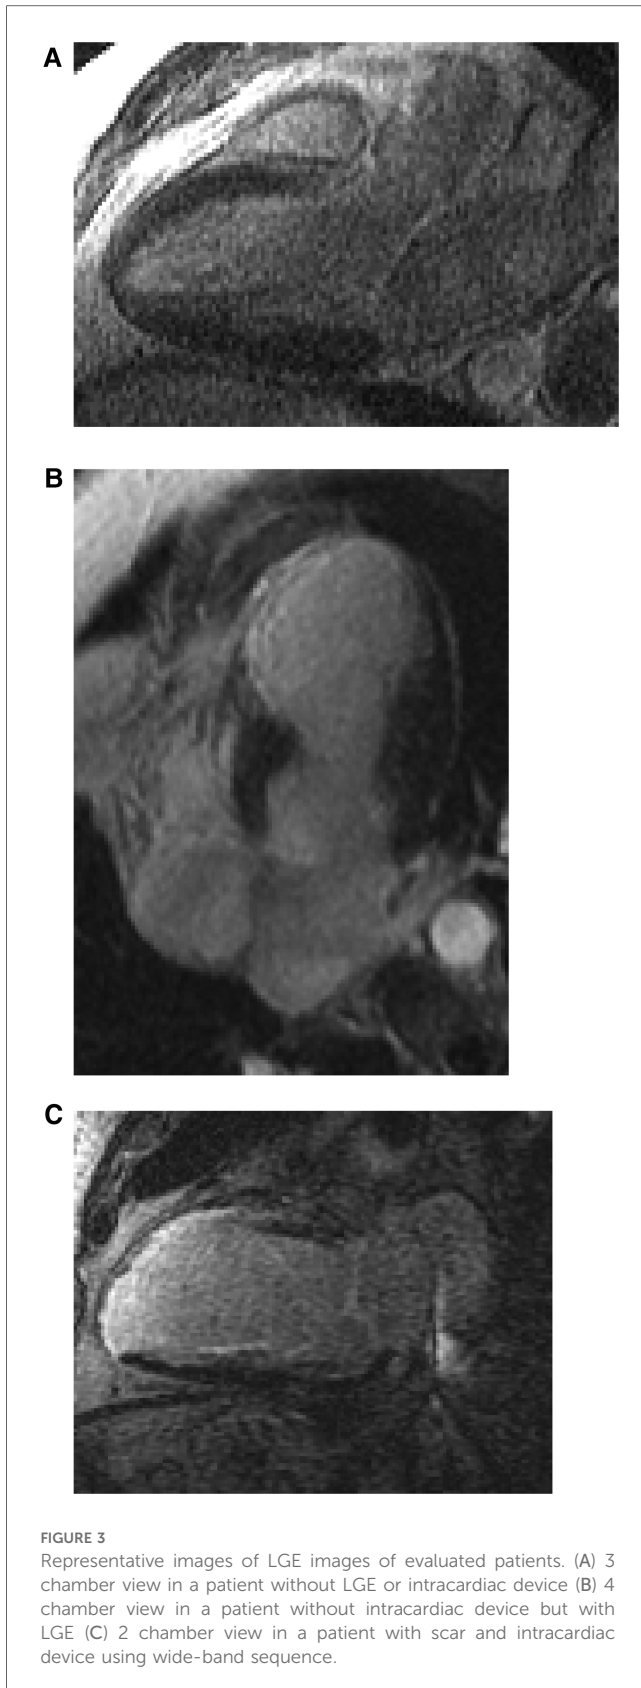 A
B
C
FIGURE 3
Representative images of LGE images of evaluated patients. (A) 3
chamber view in a patient without LGE or intracardiac device (B) 4
chamber view in a patient without intracardiac device but with
LGE (C) 2 chamber view in a patient with scar and intracardiac
device using wide-band sequence.